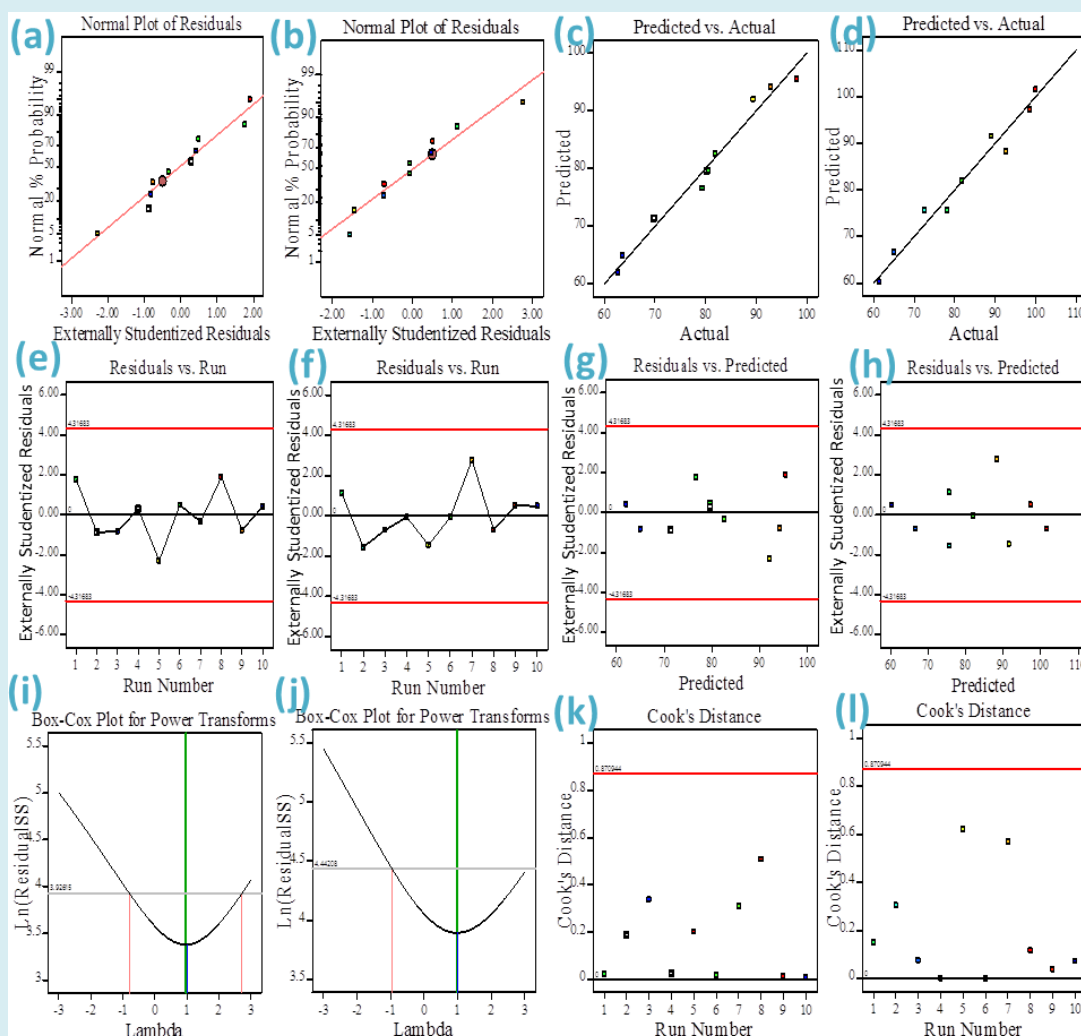 (a)
Normal Plot of Residuals
Normal % Probability
99
90
70
50
20
5
1
-3.00 -2.00 -1.00 0.00 1.00 2.00
Externally Studentized Residuals
(b)
Normal Plot of Residuals
Normal % Probability
99
90
70
50
20
5
1
-2.00 -1.00 0.00 1.00 2.00 3.00
Externally Studentized Residuals
(c)
Predicted vs. Actual
Predicted
100
90
80
70
60
60 70 80 90 100
Actual
(d)
Predicted vs. Actual
Predicted
110
100
90
80
70
60
60 70 80 90 100 110
Actual
(e)
Residuals vs. Run
Externally Studentized Residuals
6.00
4.31683
4.00
2.00
0
0.00
-2.00
-4.31683
-4.00
-6.00
1 2 3 4 5 6 7 8 9 10
Run Number
(f)
Residuals vs. Run
Externally Studentized Residuals
6.00
4.31683
4.00
2.00
0
0.00
-2.00
-4.00
-4.31683
-6.00
1 2 3 4 5 6 7 8 9 10
Run Number
(g)
Residuals vs. Predicted
Externally Studentized Residuals
6.00
4.31683
4.00
2.00
0
0.00
-2.00
-4.00
-4.31683
-6.00
60 70 80 90 100
Predicted
(h)
Residuals vs. Predicted
Externally Studentized Residuals
6.00
4.31683
4.00
2.00
0
0.00
-2.00
-4.00
-4.31683
-6.00
60 70 80 90 100 110
Predicted
(i)
Box-Cox Plot for Power Transforms
Ln(ResidualSS)
5.5
5
4.5
4
3.92615
3.5
3
-3 -2 -1 0 1 2 3
Lambda
(j)
Box-Cox Plot for Power Transforms
Ln(ResidualSS)
5.5
5
4.5
4.44208
4
3.5
-3 -2 -1 0 1 2 3
Lambda
(k)
Cook's Distance
Cook's Distance
1
0.870944
0.8
0.6
0.4
0.2
0
0
1 2 3 4 5 6 7 8 9 10
Run Number
(l)
Cook's Distance
Cook's Distance
1
0.870944
0.8
0.6
0.4
0.2
0
0
1 2 3 4 5 6 7 8 9 10
Run Number